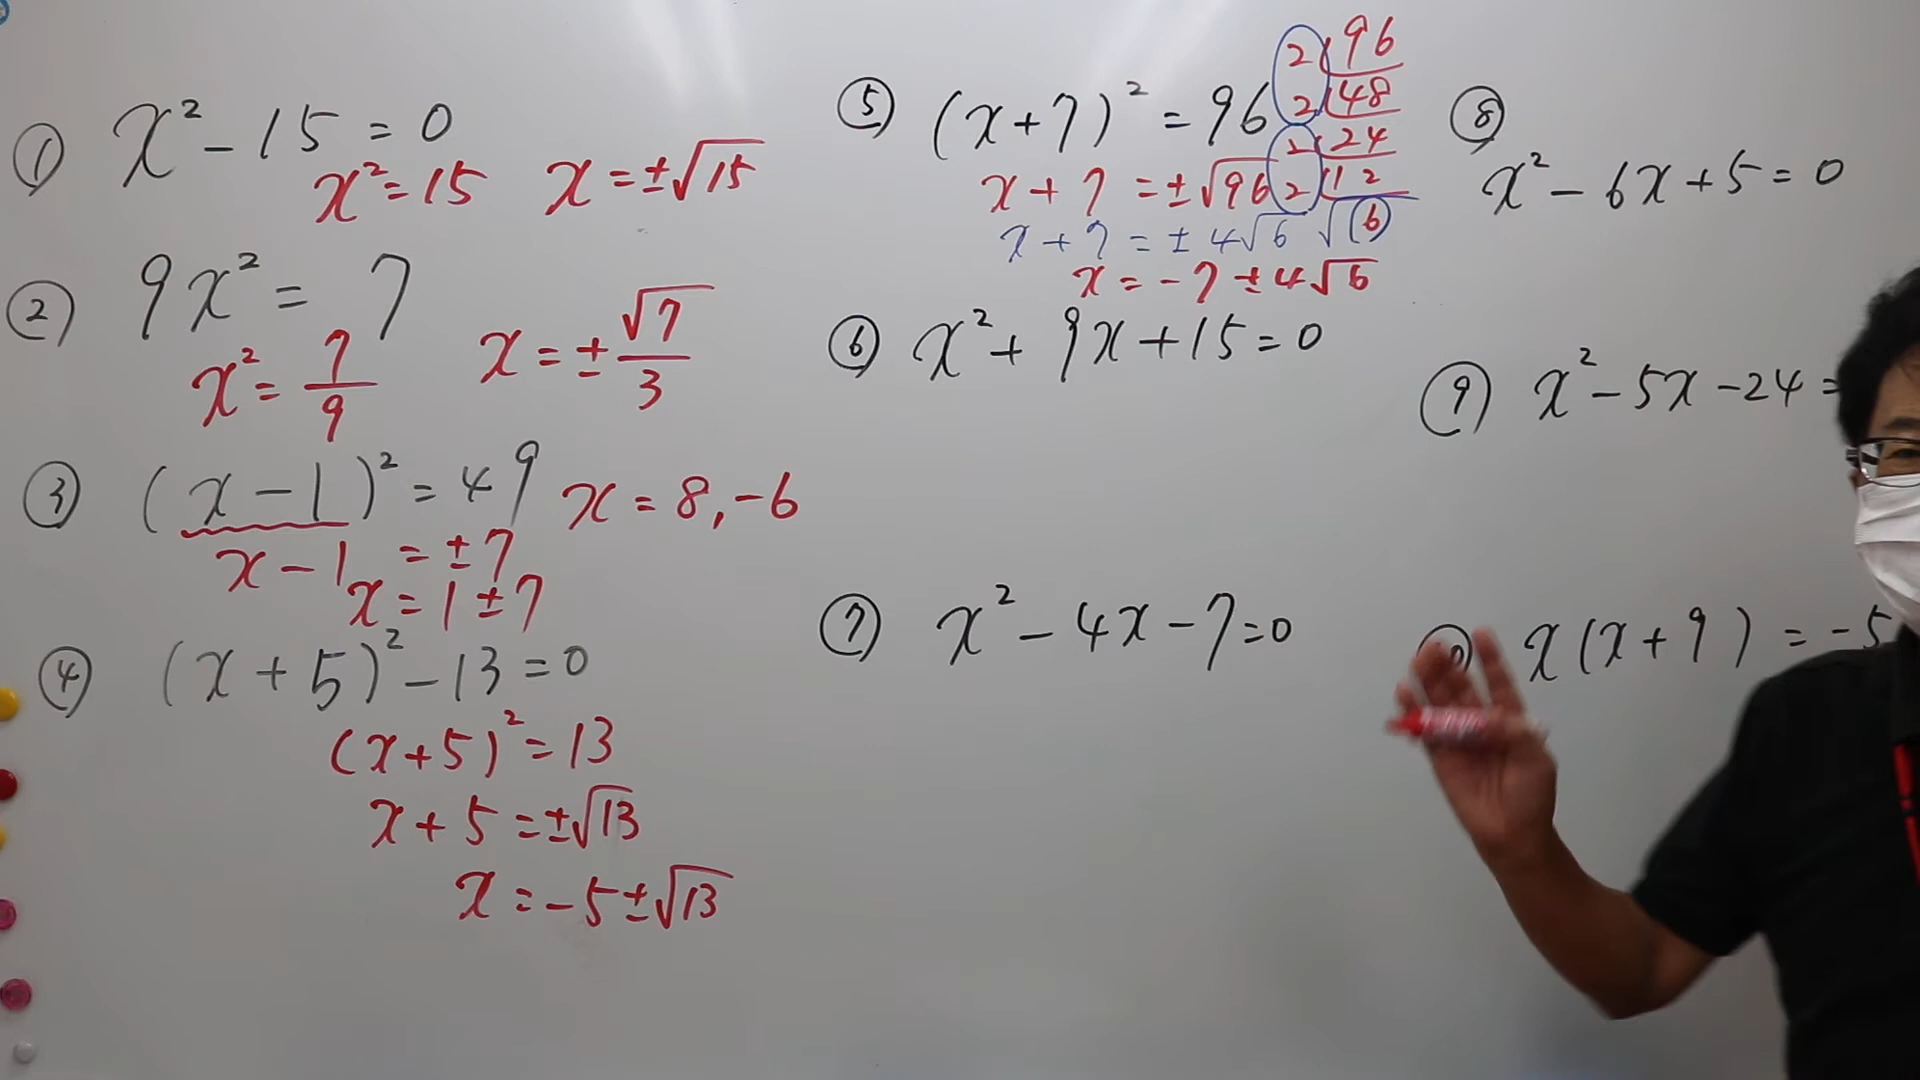 ① x² - 15 = 0
x² = 15  x = ±√15
② 9x² = 7
x² = 7/9  x = ±√7/3
③ (x - 1)² = 49  x = 8, -6
x - 1 = ±7
x = 1 ± 7
④ (x + 5)² - 13 = 0
(x + 5)² = 13
x + 5 = ±√13
x = -5 ± √13
⑤ (x + 7)² = 96
2 ) 96
2 ) 48
2 ) 24
2 ) 12
6
x + 7 = ±√96
x + 7 = ±4√6
x = -7 ± 4√6
⑥ x² + 9x + 15 = 0
⑦ x² - 4x - 7 = 0
⑧
x² - 6x + 5 = 0
⑨ x² - 5x - 24 =
x(x + 9) = -5